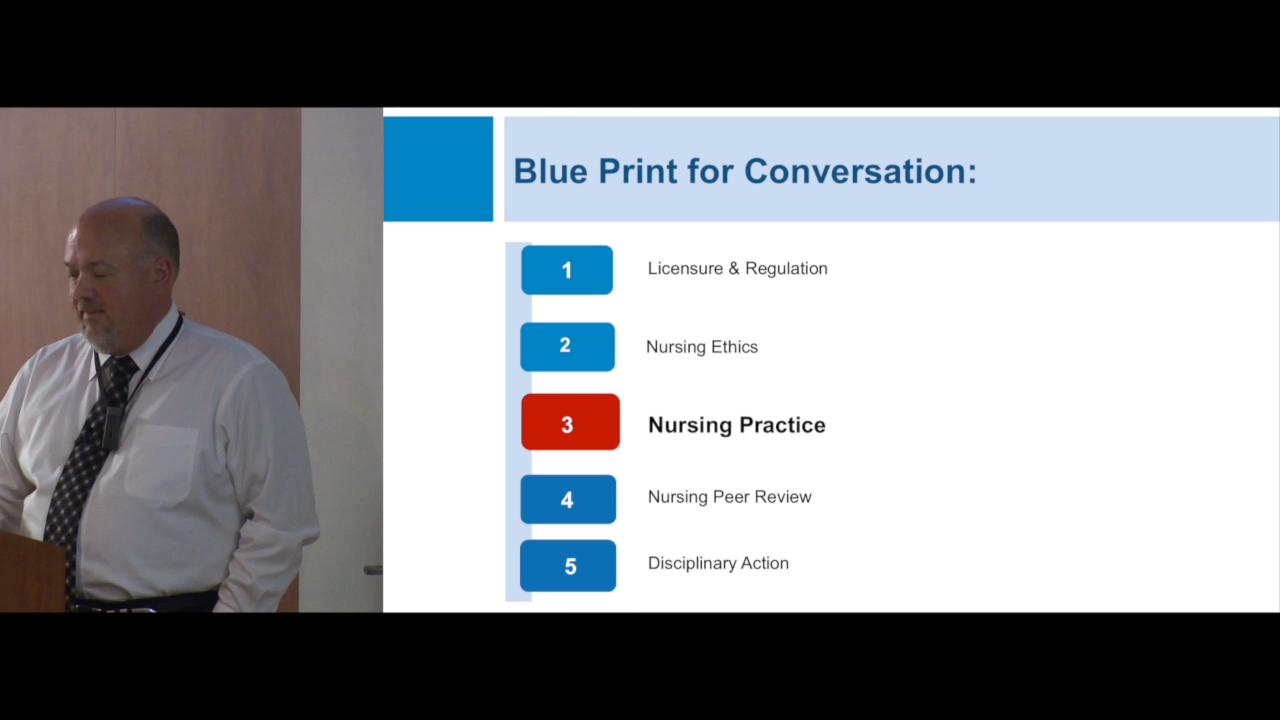 Blue Print for Conversation:
1 Licensure & Regulation
2 Nursing Ethics
3 Nursing Practice
4 Nursing Peer Review
5 Disciplinary Action